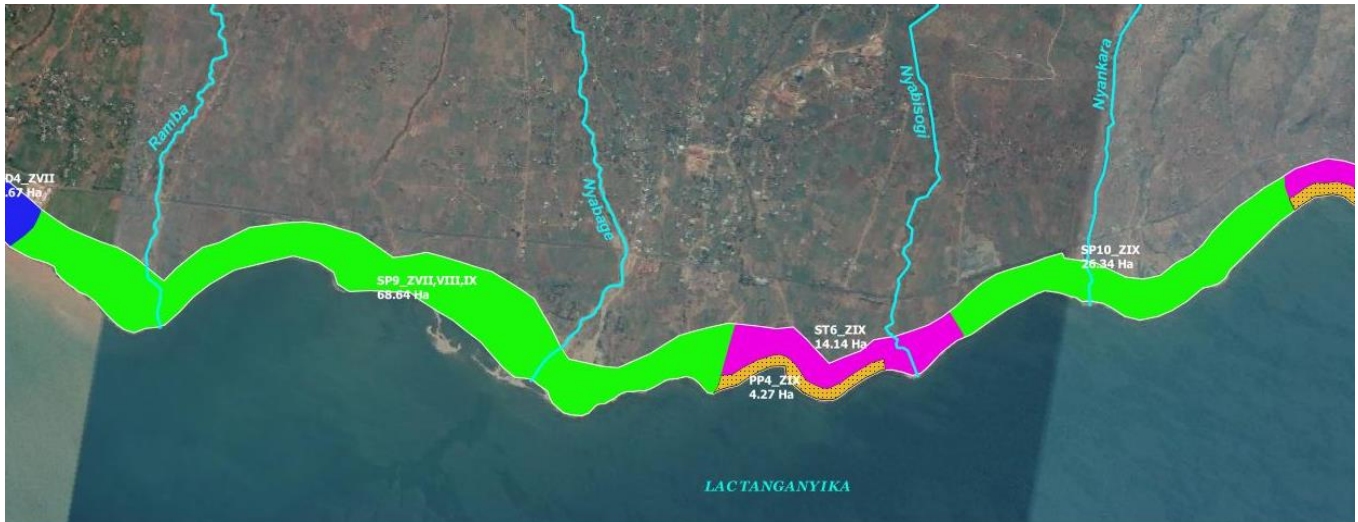 Ramba
Nyabage
Nyabisogi
Nyankara
D4_ZVII
.67 Ha
SP9_ZVII,VIII,IX
68.64 Ha
ST6_ZIX
14.14 Ha
PP4_ZIX
4.27 Ha
SP10_ZIX
26.34 Ha
LAC TANGANYIKA